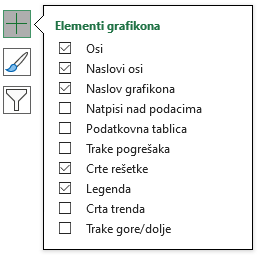 Elementi grafikona
Osi
Naslovi osi
Naslov grafikona
Natpisi nad podacima
Podatkovna tablica
Trake pogrešaka
Crte rešetke
Legenda
Crta trenda
Trake gore/dolje